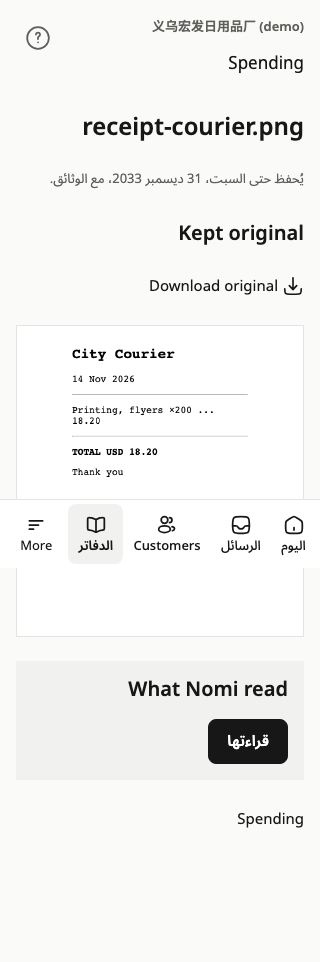 义乌宏发日用品厂 (demo)
Spending
receipt-courier.png
يُحفظ حتى السبت، 31 ديسمبر 2033، مع الوثائق.
Kept original
Download original
City Courier
14 Nov 2026
Printing, flyers ×200 ...
18.20
TOTAL USD 18.20
Thank you
اليوم
الرسائل
Customers
الدفاتر
More
What Nomi read
قراءتها
Spending